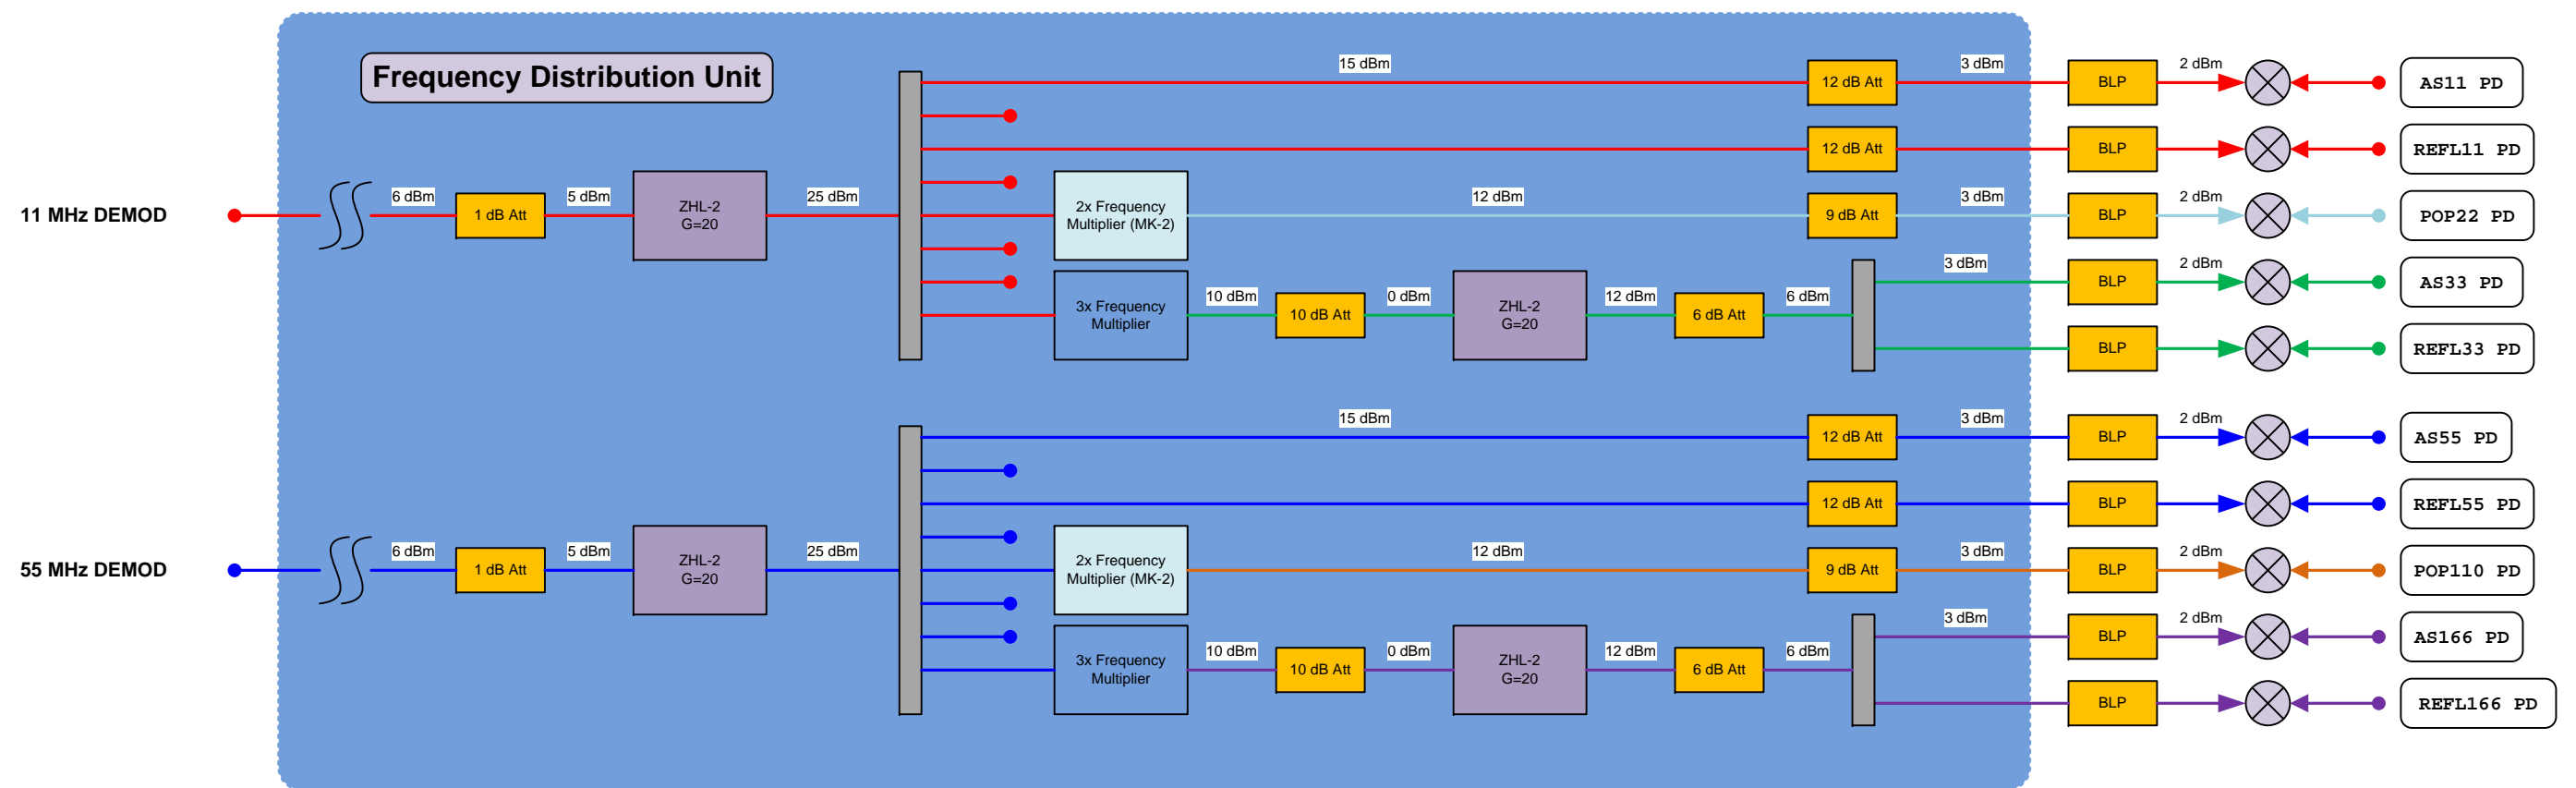 Frequency Distribution Unit
15 dBm
12 dB Att
3 dBm
BLP
2 dBm
AS11 PD
12 dB Att
BLP
REFL11 PD
11 MHz DEMOD
6 dBm
1 dB Att
5 dBm
ZHL-2
G=20
25 dBm
2x Frequency
Multiplier (MK-2)
12 dBm
9 dB Att
3 dBm
BLP
2 dBm
POP22 PD
3x Frequency
Multiplier
10 dBm
10 dB Att
0 dBm
ZHL-2
G=20
12 dBm
6 dB Att
6 dBm
3 dBm
BLP
2 dBm
AS33 PD
BLP
REFL33 PD
15 dBm
12 dB Att
3 dBm
BLP
2 dBm
AS55 PD
12 dB Att
BLP
REFL55 PD
55 MHz DEMOD
6 dBm
1 dB Att
5 dBm
ZHL-2
G=20
25 dBm
2x Frequency
Multiplier (MK-2)
12 dBm
9 dB Att
3 dBm
BLP
2 dBm
POP110 PD
3x Frequency
Multiplier
10 dBm
10 dB Att
0 dBm
ZHL-2
G=20
12 dBm
6 dB Att
6 dBm
3 dBm
BLP
2 dBm
AS166 PD
BLP
REFL166 PD